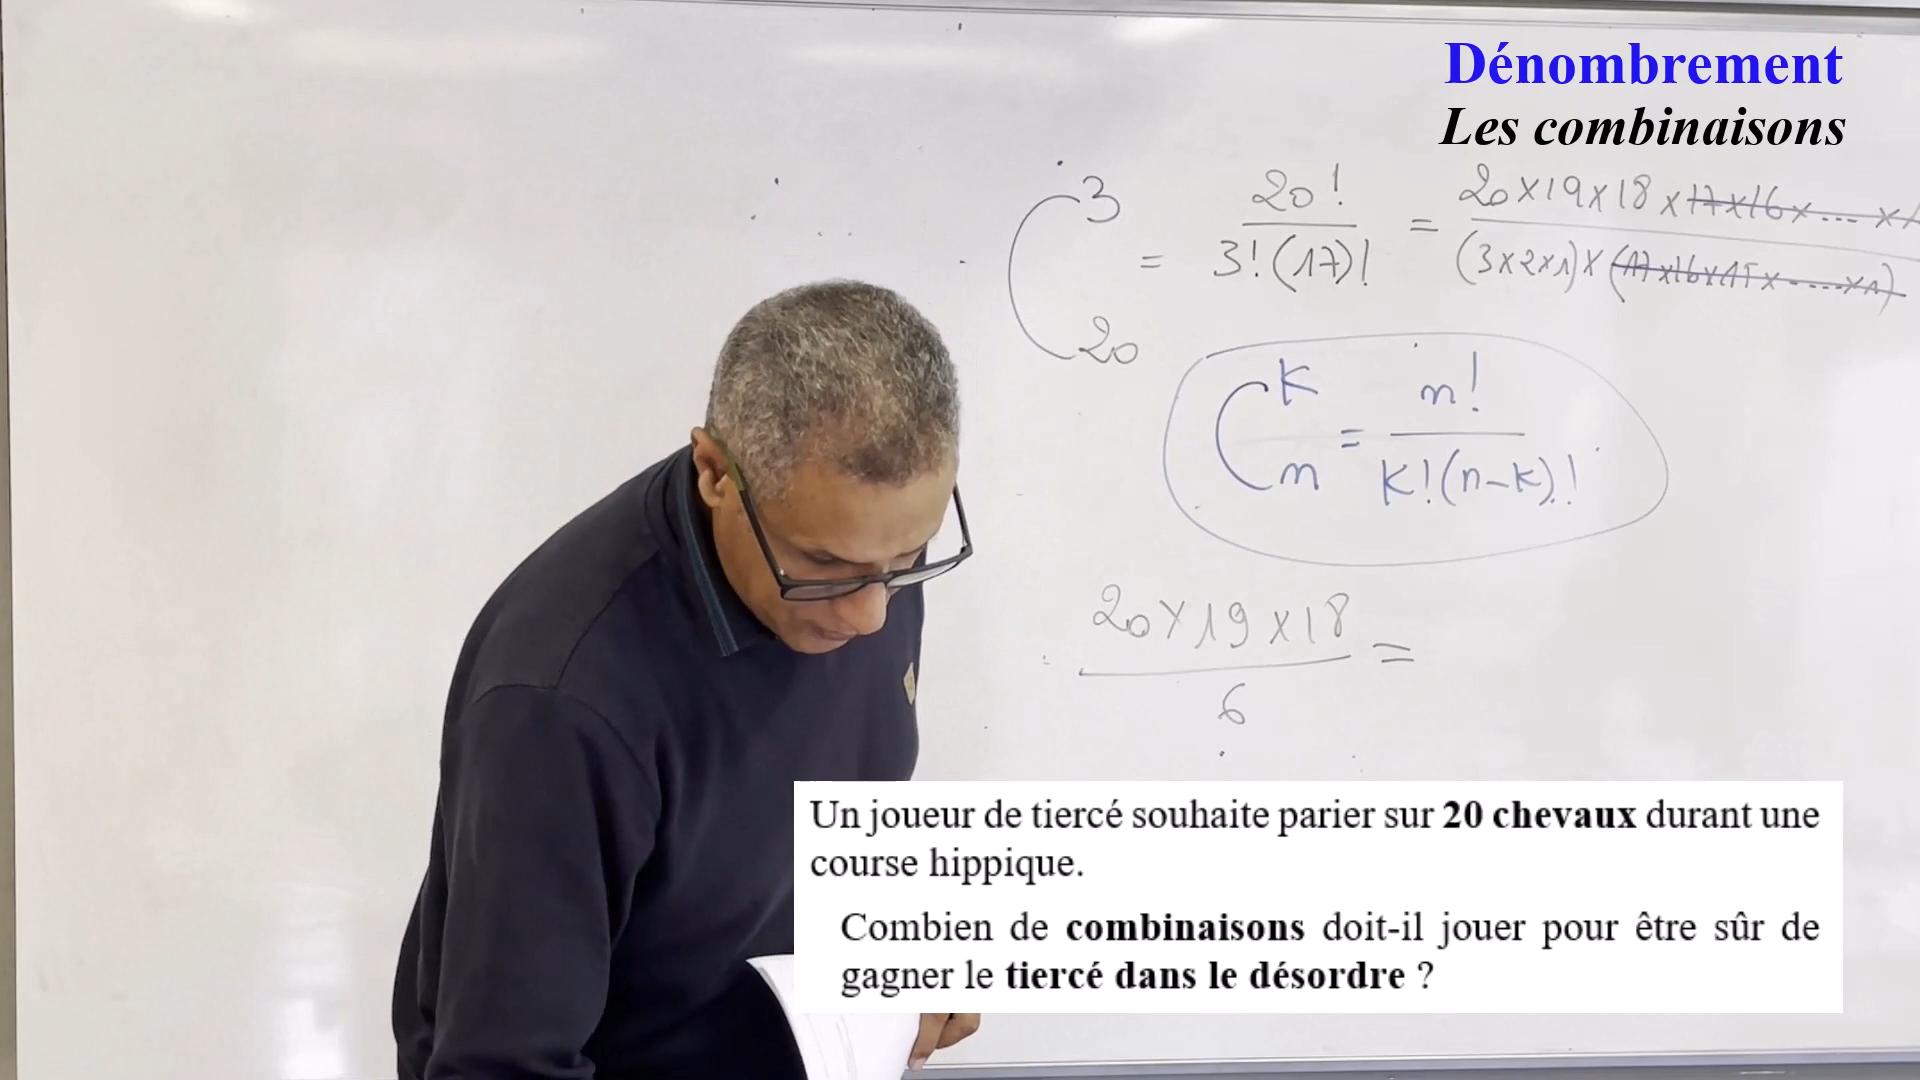 Dénombrement
Les combinaisons
C_20^3 = 20! / 3!(17)! = 20×19×18×17×16×....× / (3×2×1)×(17×16×15×.....×1)
C_n^k = n! / k!(n-k)!
20×19×18 / 6 =
Un joueur de tiercé souhaite parier sur 20 chevaux durant une
course hippique.
Combien de combinaisons doit-il jouer pour être sûr de
gagner le tiercé dans le désordre ?